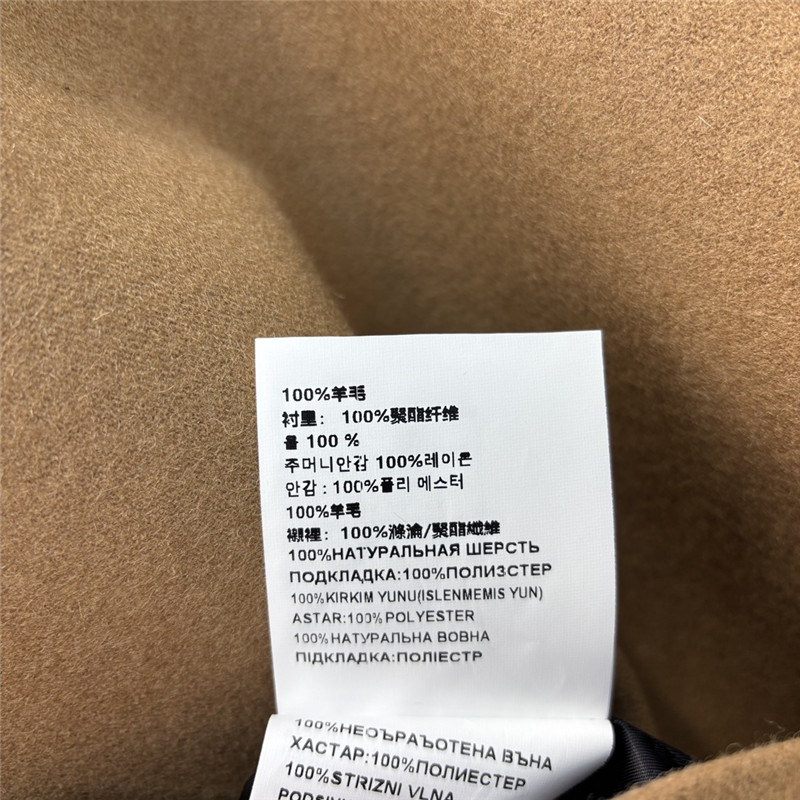 100%羊毛
衬里： 100%聚酯纤维
울 100 %
주머니안감 100%레이온
안감 : 100%폴리 에스터
100%羊毛
襯裡： 100%滌淪/聚酯纖維
100%НАТУРАЛЬНАЯ ШЕРСТЬ
ПОДКЛАДКА:100%ПОЛИЗСТЕР
100%KIRKIM YUNU(ISLENMEMIS YUN)
ASTAR:100% POLYESTER
100%НАТУРАЛЬНА ВОВНА
ПІДКЛАДКА:ПОЛІЕСТР
100%НЕОЪРАЪОТЕНА ВЪНА
ХАСТАР:100%ПОЛИЕСТЕР
100%STRIZNI VLNA